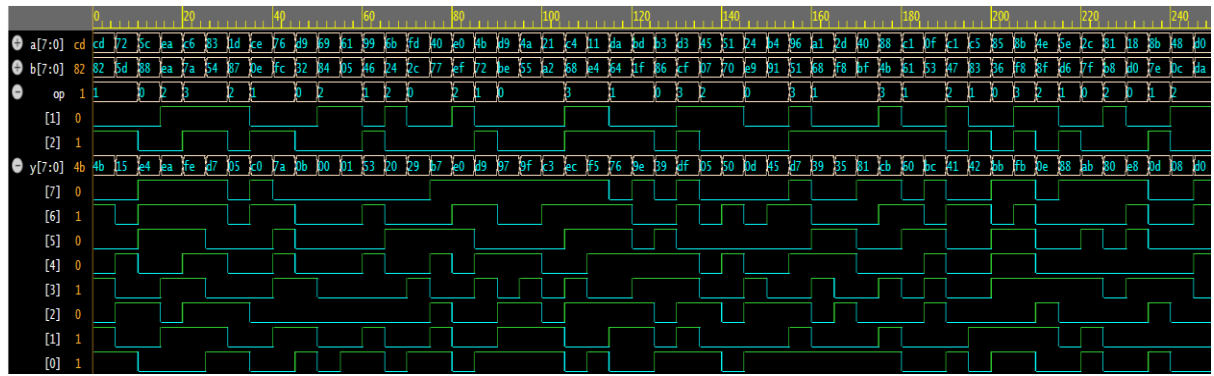 0 20 40 60 80 100 120 140 160 180 200 220 240
a[7:0] cd cd 72 5c ea c6 83 1d ce 76 d9 69 61 99 6b fd 40 e0 4b d9 4a 21 c4 11 da bd b3 d3 45 51 24 b4 96 a1 2d 40 88 c1 0f c1 c5 85 8b 4e 5e 2c 81 18 8b 48 d0
b[7:0] 82 82 5d 88 ea 7a 54 87 0e fc 32 84 05 46 24 2c 77 ef 72 be 55 a2 68 e4 64 1f 86 cf 07 70 e9 91 51 68 f8 bf 4b 61 53 47 83 36 f8 8f d6 7f b8 d0 7e 0c da
op 1 1 0 2 3 2 1 0 2 1 2 0 2 1 0 3 1 0 3 2 0 3 1 3 1 2 1 0 2 0 3 2 1 0 2 0 1 2
[1] 0
[2] 1
y[7:0] 4b 4b 15 e4 ea fe d7 05 c0 7a 0b 00 01 53 20 29 b7 e0 d9 97 9f c3 ec f5 76 9e 39 df 05 50 0d 45 d7 39 35 81 cb 60 bc 41 42 bb fb 0e 88 ab 80 e8 0d 08 d0
[7] 0
[6] 1
[5] 0
[4] 0
[3] 1
[2] 0
[1] 1
[0] 1